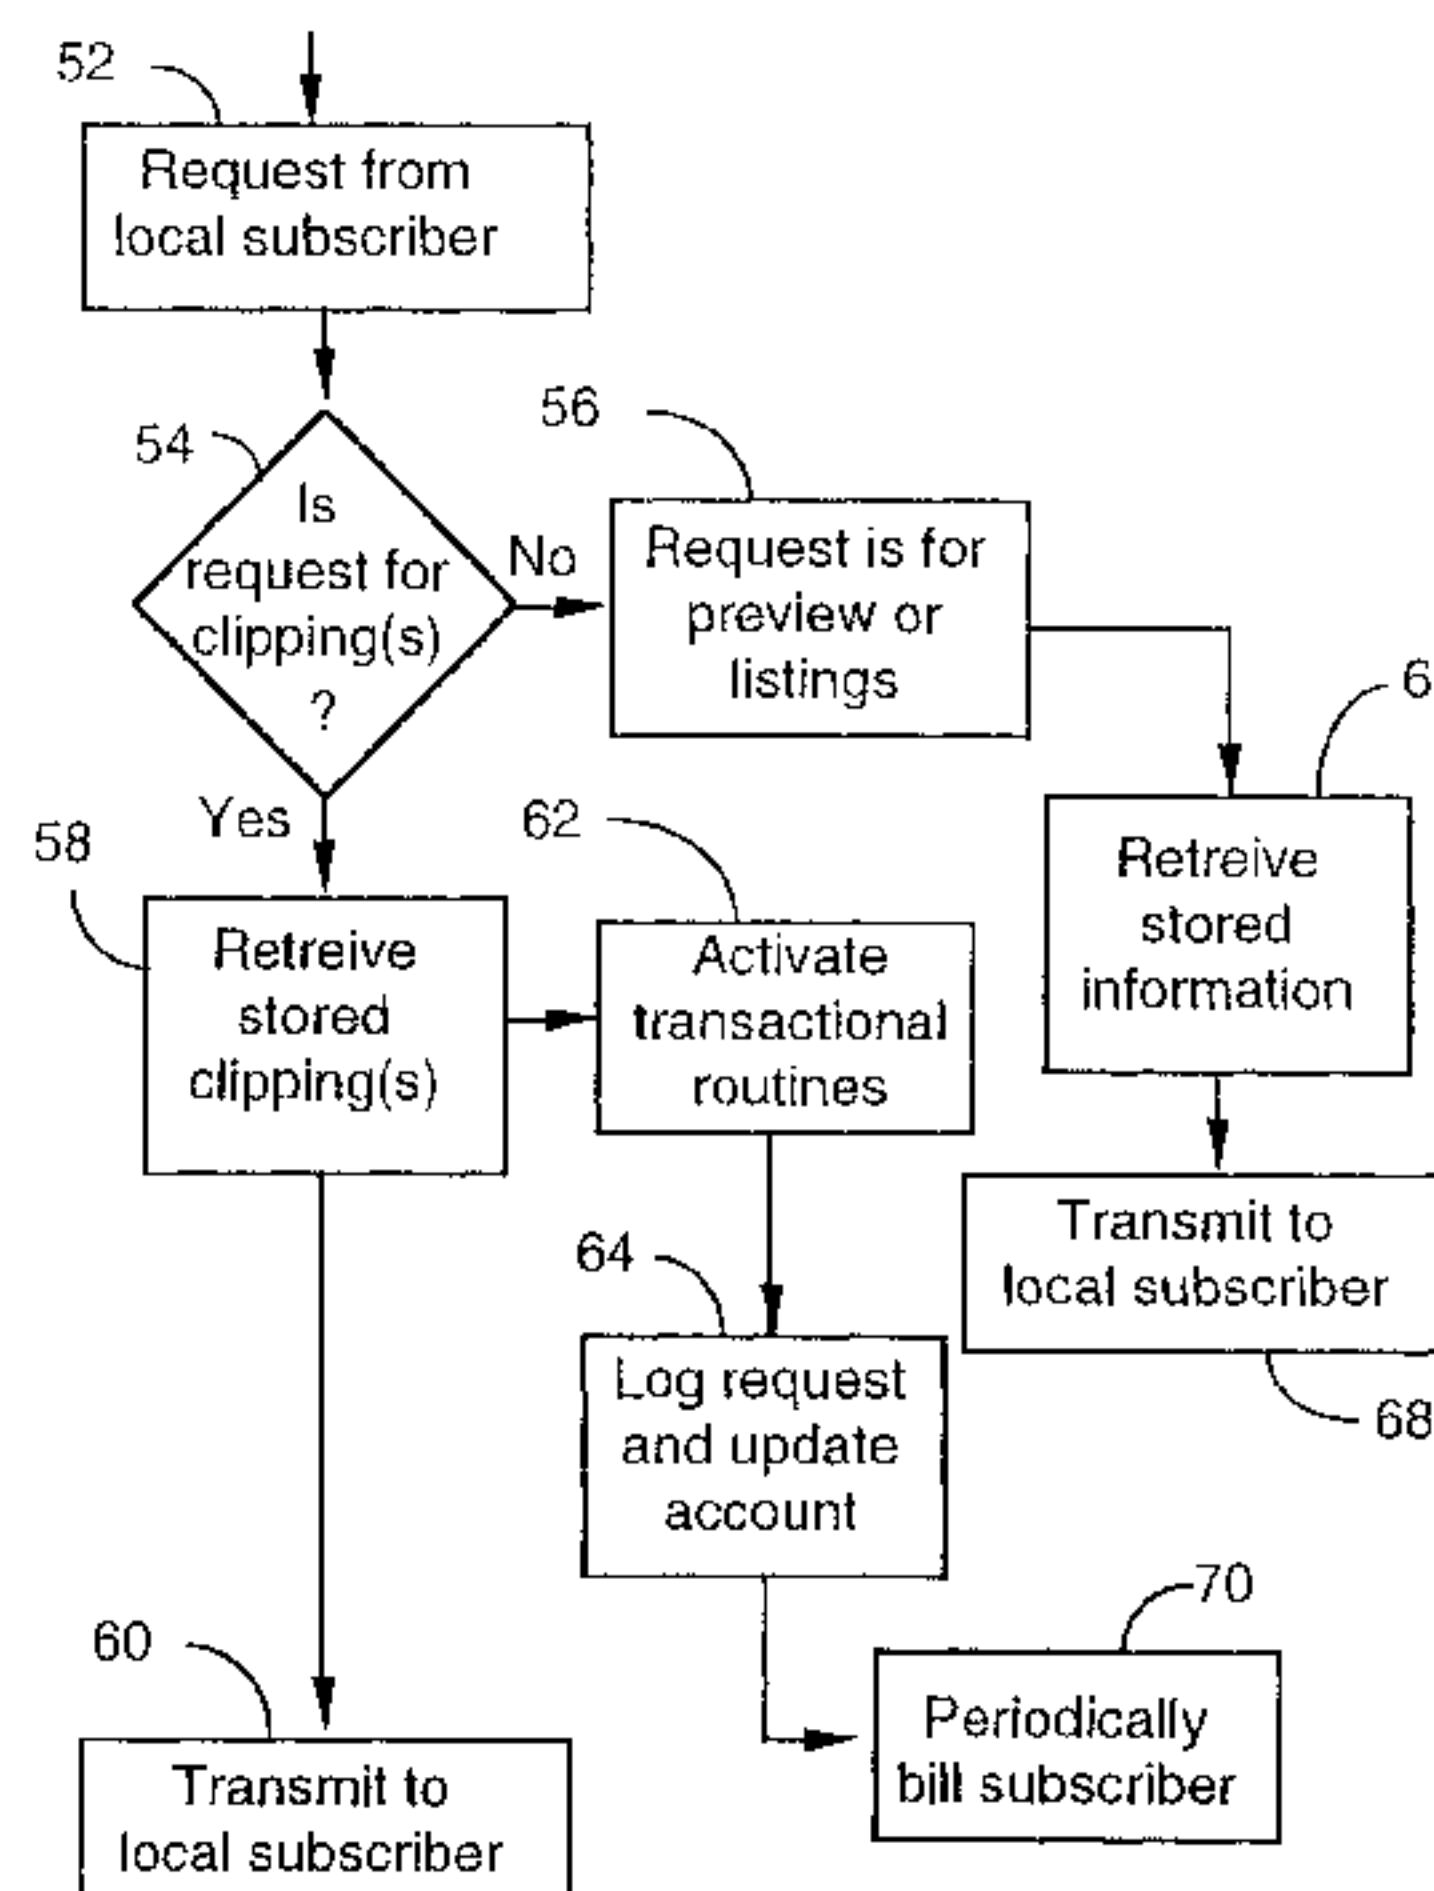 52
Request from
local subscriber
54
Is
request for
clipping(s)
?
No
56
Request is for
preview or
listings
Yes
58
Retreive
stored
clipping(s)
62
Activate
transactional
routines
6
Retreive
stored
information
Transmit to
local subscriber
68
64
Log request
and update
account
70
Periodically
bill subscriber
60
Transmit to
local subscriber